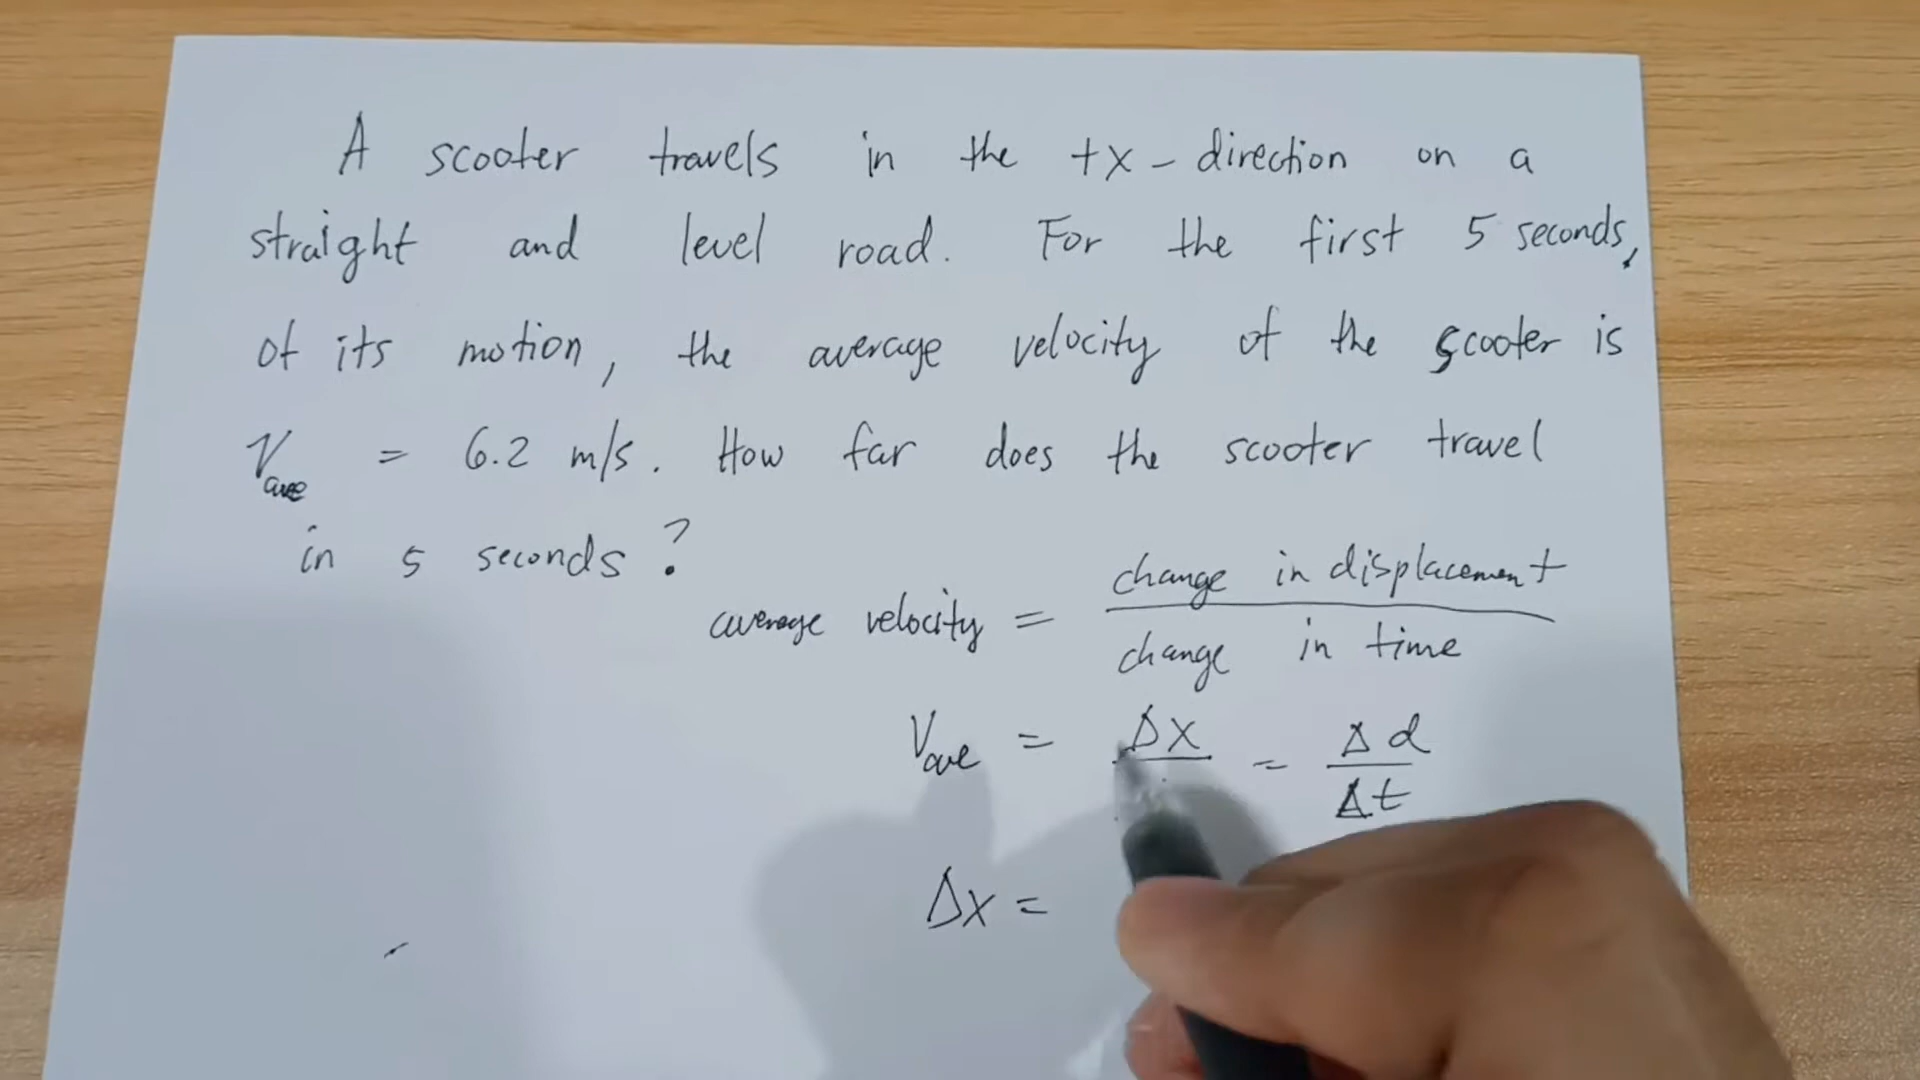 A scooter travels in the +x-direction on a
straight and level road. For the first 5 seconds,
of its motion, the average velocity of the scooter is
Vave = 6.2 m/s. How far does the scooter travel
in 5 seconds?
average velocity = change in displacement / change in time
Vave = Δx / = Δd / Δt
Δx =